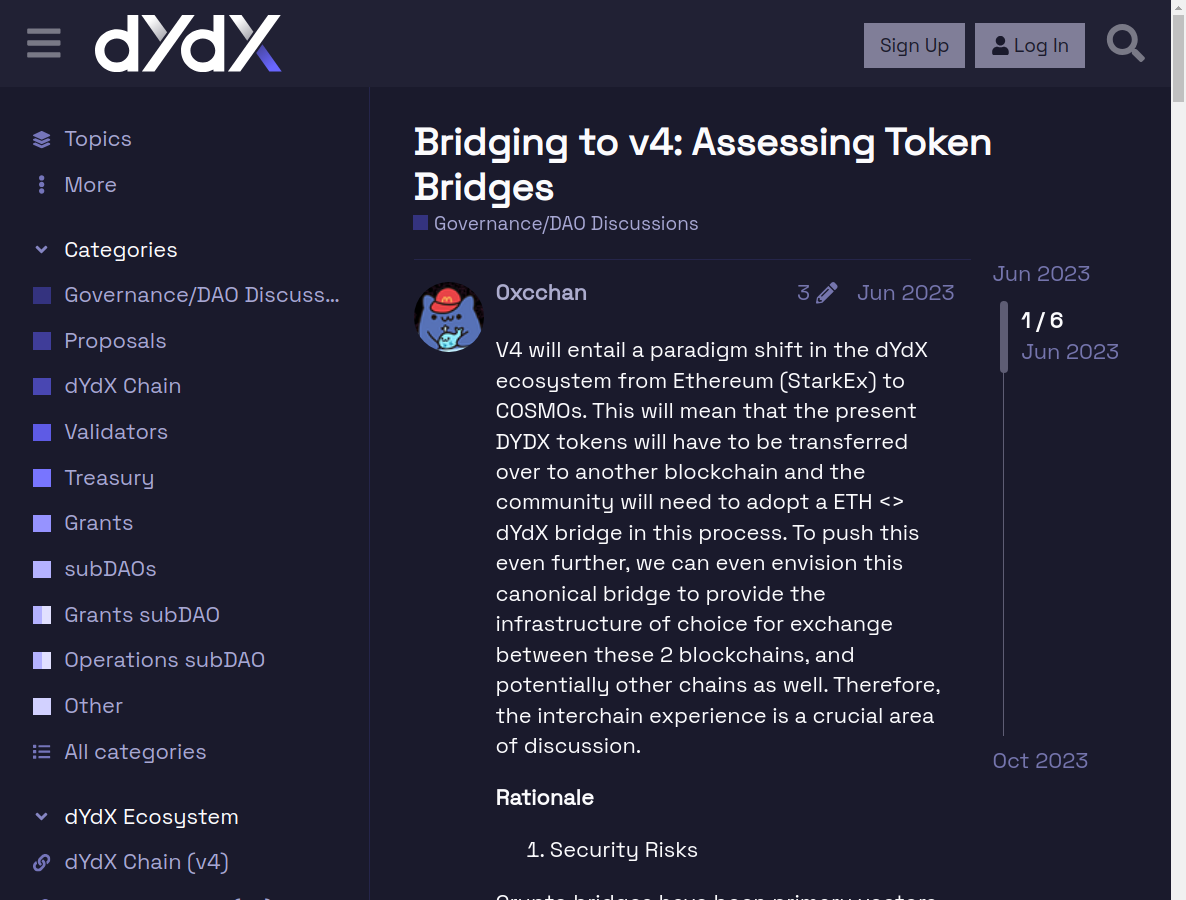 dYdX
Sign Up
Log In
Topics
More
Categories
Governance/DAO Discuss...
Proposals
dYdX Chain
Validators
Treasury
Grants
subDAOs
Grants subDAO
Operations subDAO
Other
All categories
dYdX Ecosystem
dYdX Chain (v4)
Bridging to v4: Assessing Token
Bridges
Governance/DAO Discussions
0xcchan
3
Jun 2023
V4 will entail a paradigm shift in the dYdX
ecosystem from Ethereum (StarkEx) to
COSMOs. This will mean that the present
DYDX tokens will have to be transferred
over to another blockchain and the
community will need to adopt a ETH <>
dYdX bridge in this process. To push this
even further, we can even envision this
canonical bridge to provide the
infrastructure of choice for exchange
between these 2 blockchains, and
potentially other chains as well. Therefore,
the interchain experience is a crucial area
of discussion.
Rationale
1. Security Risks
Crypto bridges have been primary vectors
Jun 2023
1 / 6
Jun 2023
Oct 2023